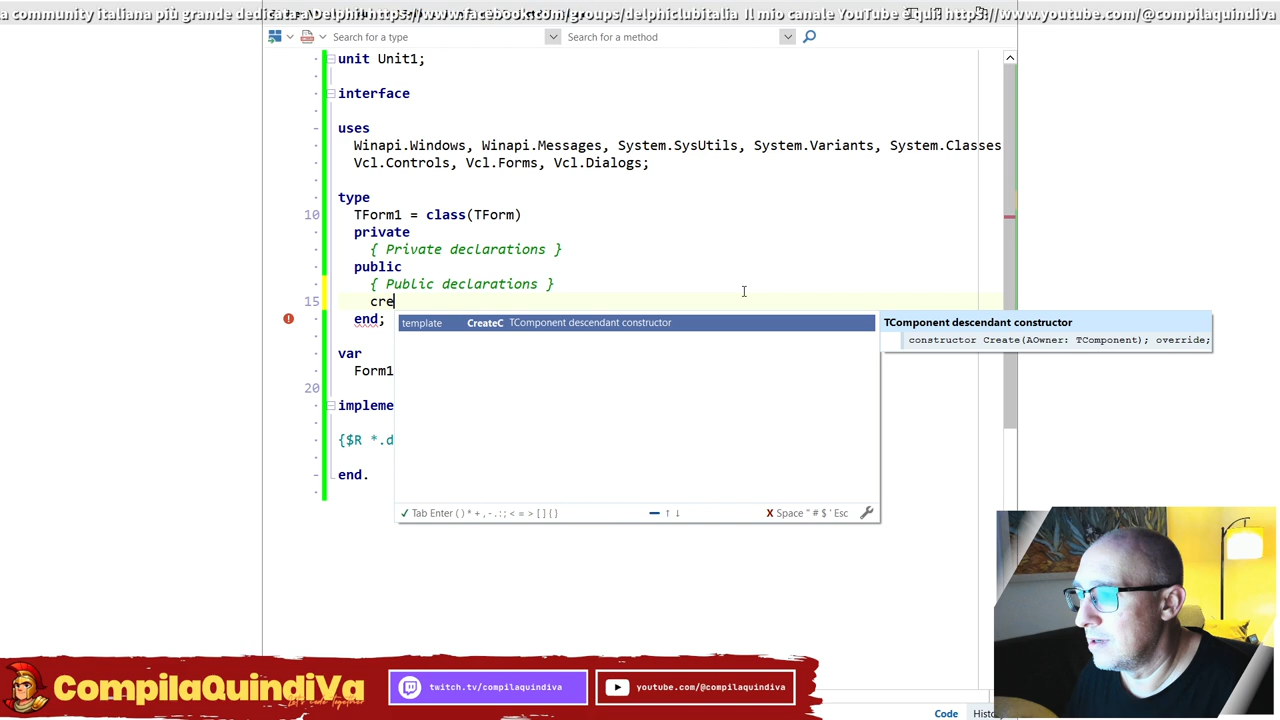 la community italiana più grande dedicata a Delphi https://www.facebook.com/groups/delphiclubitalia Il mio canale YouTube è qui! https://www.youtube.com/@compilaquindiva
Search for a type
Search for a method
unit Unit1;
interface
uses
Winapi.Windows, Winapi.Messages, System.SysUtils, System.Variants, System.Classes
Vcl.Controls, Vcl.Forms, Vcl.Dialogs;
type
10 TForm1 = class(TForm)
private
{ Private declarations }
public
{ Public declarations }
15 cre
end;
template CreateC TComponent descendant constructor
TComponent descendant constructor
constructor Create(AOwner: TComponent); override;
var
Form1
20
impleme
{$R *.d
end.
✓ Tab Enter ( ) * + , - . : ; < = > [ ] { }
↑ ↓
X Space " # $ ' Esc
CompilaQuindiVa
Let's Code Together
twitch.tv/compilaquindiva
youtube.com/@compilaquindiva
Code